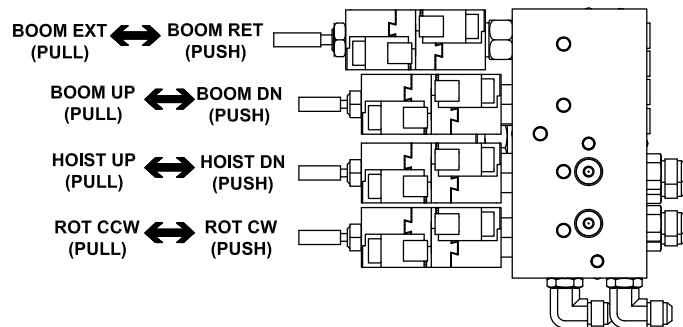 BOOM EXT BOOM RET
(PULL) (PUSH)
BOOM UP BOOM DN
(PULL) (PUSH)
HOIST UP HOIST DN
(PULL) (PUSH)
ROT CCW ROT CW
(PULL) (PUSH)